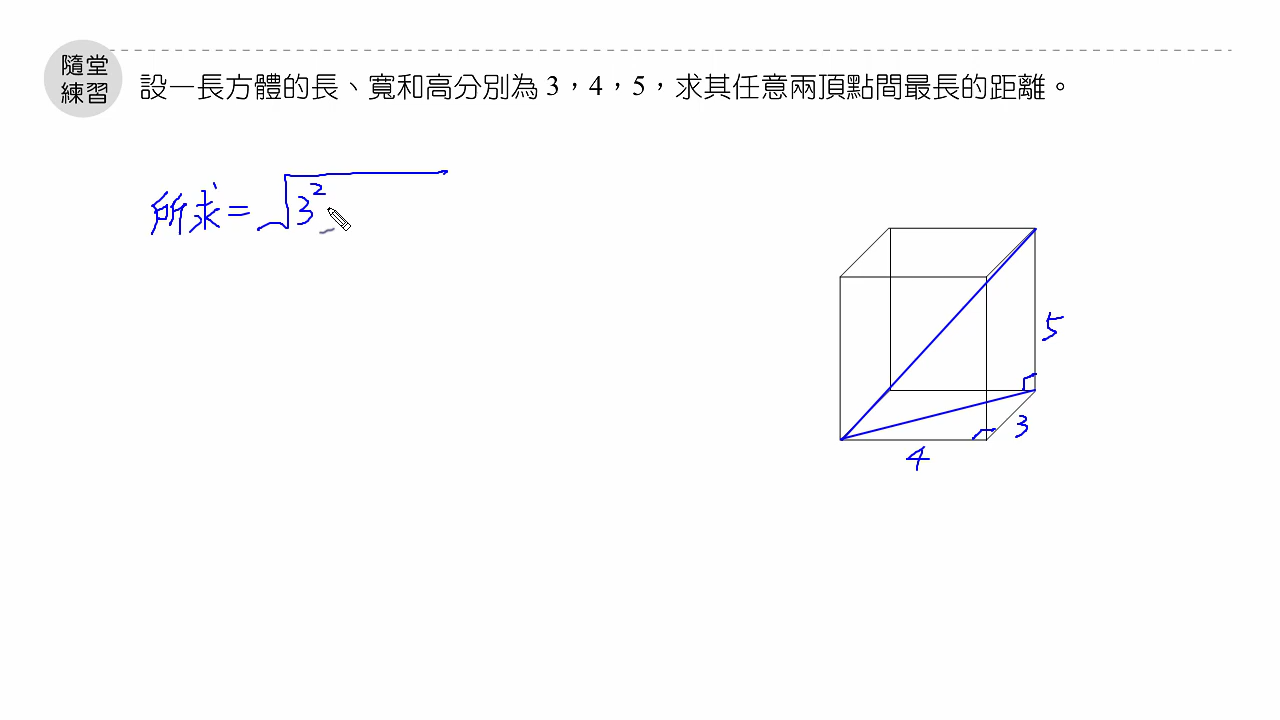 隨堂
練習
設一長方體的長、寬和高分別為 3，4，5，求其任意兩頂點間最長的距離。
所求 = √3²
5
3
4